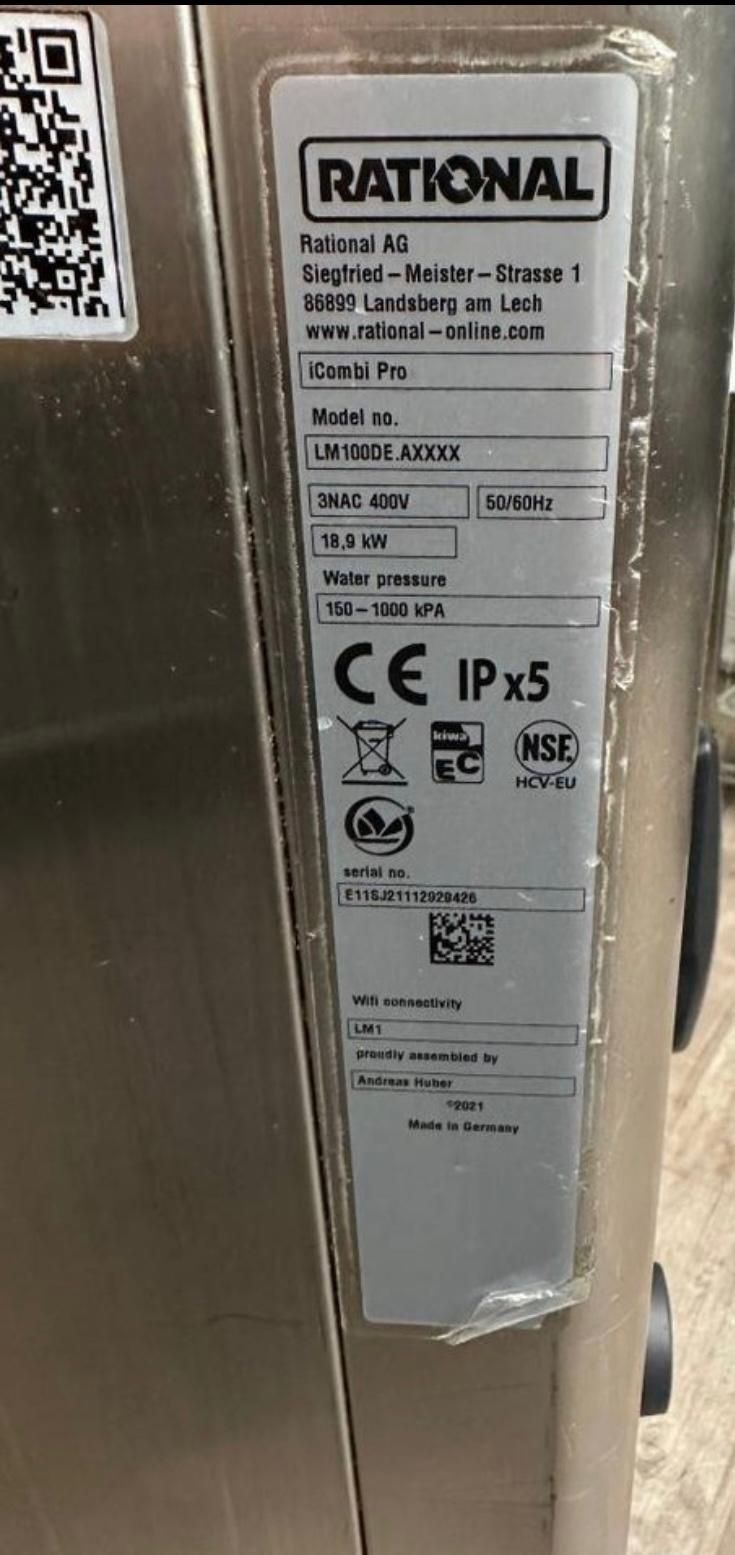 RATIONAL
Rational AG
Siegfried – Meister – Strasse 1
86899 Landsberg am Lech
www.rational–online.com
iCombi Pro
Model no.
LM100DE.AXXXX
3NAC 400V 50/60Hz
18,9 kW
Water pressure
150–1000 kPA
CE IP x5
kiwa EC NSF.
HCV-EU
®
serial no.
E11SJ21112929426
Wifi connectivity
LM1
proudly assembled by
Andreas Huber
©2021
Made in Germany